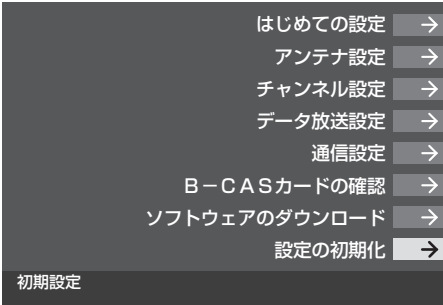 はじめての設定
アンテナ設定
チャンネル設定
データ放送設定
通信設定
Ｂ－ＣＡＳカードの確認
ソフトウェアのダウンロード
設定の初期化
初期設定